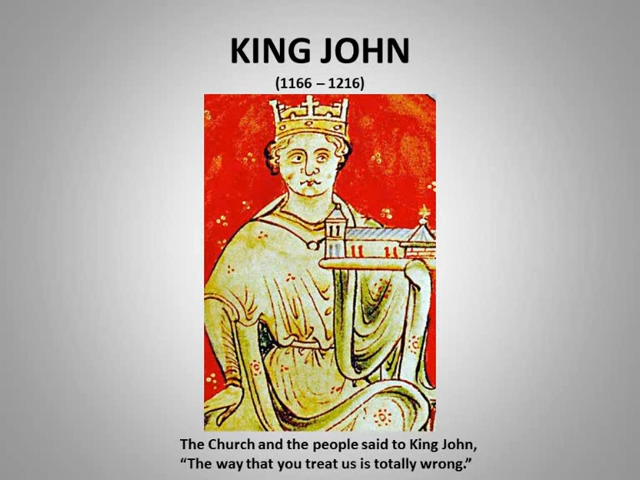 KING JOHN
(1166 – 1216)
The Church and the people said to King John,
“The way that you treat us is totally wrong.”